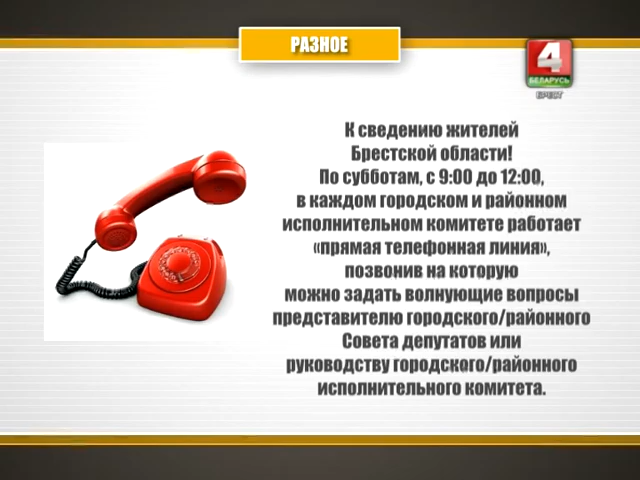 РАЗНОЕ
4
БЕЛАРУСЬ
БРЕСТ
К сведению жителей
Брестской области!
По субботам, с 9:00 до 12:00,
в каждом городском и районном
исполнительном комитете работает
«прямая телефонная линия»,
позвонив на которую
можно задать волнующие вопросы
представителю городского/районного
Совета депутатов или
руководству городского/районного
исполнительного комитета.